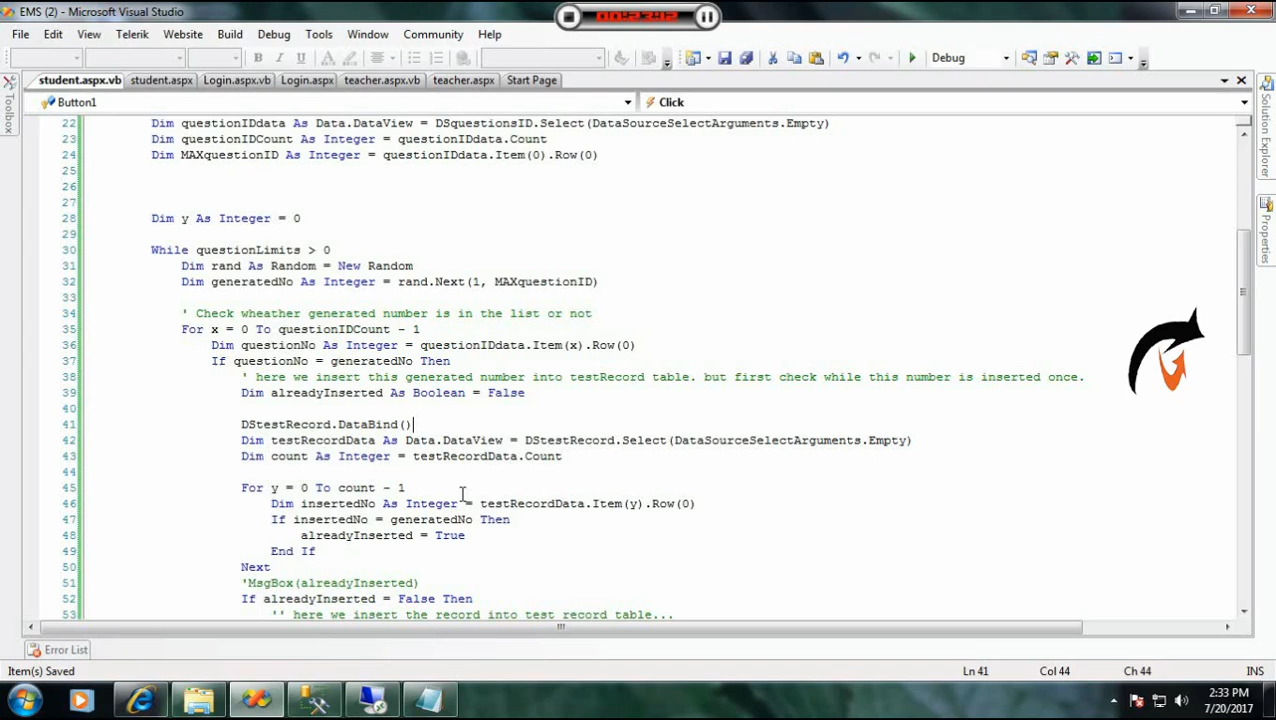 EMS (2) - Microsoft Visual Studio
00:23:12
File Edit View Telerik Website Build Debug Tools Window Community Help
Debug
student.aspx.vb student.aspx Login.aspx.vb Login.aspx teacher.aspx.vb teacher.aspx Start Page
Button1 Click
22 Dim questionIDdata As Data.DataView = DSquestionsID.Select(DataSourceSelectArguments.Empty)
23 Dim questionIDCount As Integer = questionIDdata.Count
24 Dim MAXquestionID As Integer = questionIDdata.Item(0).Row(0)
25
26
27
28 Dim y As Integer = 0
29
30 While questionLimits > 0
31 Dim rand As Random = New Random
32 Dim generatedNo As Integer = rand.Next(1, MAXquestionID)
33
34 ' Check wheather generated number is in the list or not
35 For x = 0 To questionIDCount - 1
36 Dim questionNo As Integer = questionIDdata.Item(x).Row(0)
37 If questionNo = generatedNo Then
38 ' here we insert this generated number into testRecord table. but first check while this number is inserted once.
39 Dim alreadyInserted As Boolean = False
40
41 DStestRecord.DataBind()
42 Dim testRecordData As Data.DataView = DStestRecord.Select(DataSourceSelectArguments.Empty)
43 Dim count As Integer = testRecordData.Count
44
45 For y = 0 To count - 1
46 Dim insertedNo As Integer = testRecordData.Item(y).Row(0)
47 If insertedNo = generatedNo Then
48 alreadyInserted = True
49 End If
50 Next
51 'MsgBox(alreadyInserted)
52 If alreadyInserted = False Then
53 '' here we insert the record into test record table...
Toolbox
Solution Explorer
Properties
Error List
Item(s) Saved Ln 41 Col 44 Ch 44 INS
2:33 PM
7/20/2017